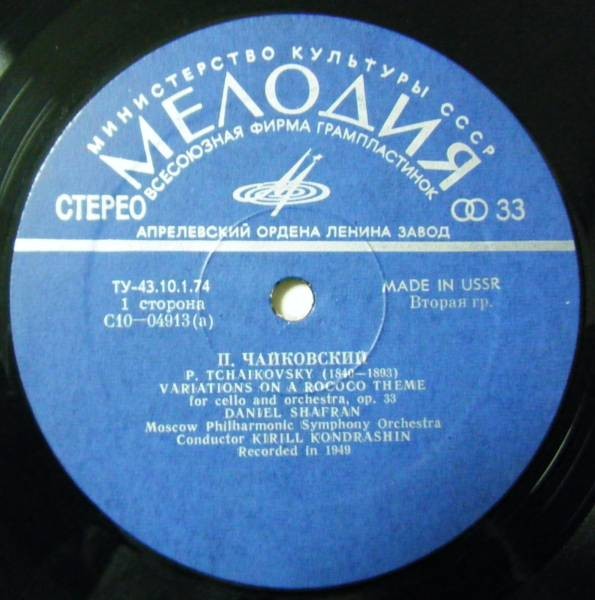 МИНИСТЕРСТВО КУЛЬТУРЫ СССР
МЕЛОДИЯ
ВСЕСОЮЗНАЯ ФИРМА ГРАМПЛАСТИНОК
СТЕРЕО
33
АПРЕЛЕВСКИЙ ОРДЕНА ЛЕНИНА ЗАВОД
ТУ-43.10.1.74
1 сторона
С10—04913(а)
MADE IN USSR
Вторая гр.
П. ЧАЙКОВСКИЙ
P. TCHAIKOVSKY (1840—1893)
VARIATIONS ON A ROCOCO THEME
for cello and orchestra, op. 33
DANIEL SHAFRAN
Moscow Philharmonic Symphony Orchestra
Conductor KIRILL KONDRASHIN
Recorded in 1949